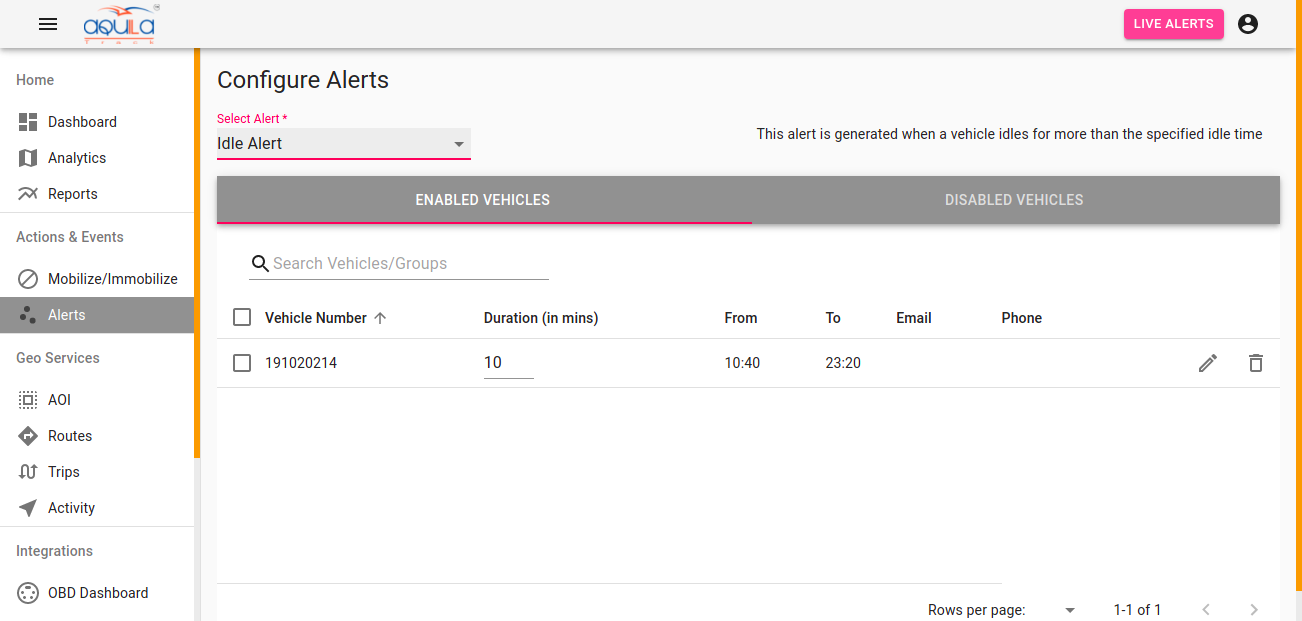 aquila
Track
LIVE ALERTS
Home
Dashboard
Analytics
Reports
Actions & Events
Mobilize/Immobilize
Alerts
Geo Services
AOI
Routes
Trips
Activity
Integrations
OBD Dashboard
Configure Alerts
Select Alert *
Idle Alert
This alert is generated when a vehicle idles for more than the specified idle time
ENABLED VEHICLES DISABLED VEHICLES
Search Vehicles/Groups
Vehicle Number Duration (in mins) From To Email Phone
191020214 10 10:40 23:20
Rows per page: 1-1 of 1